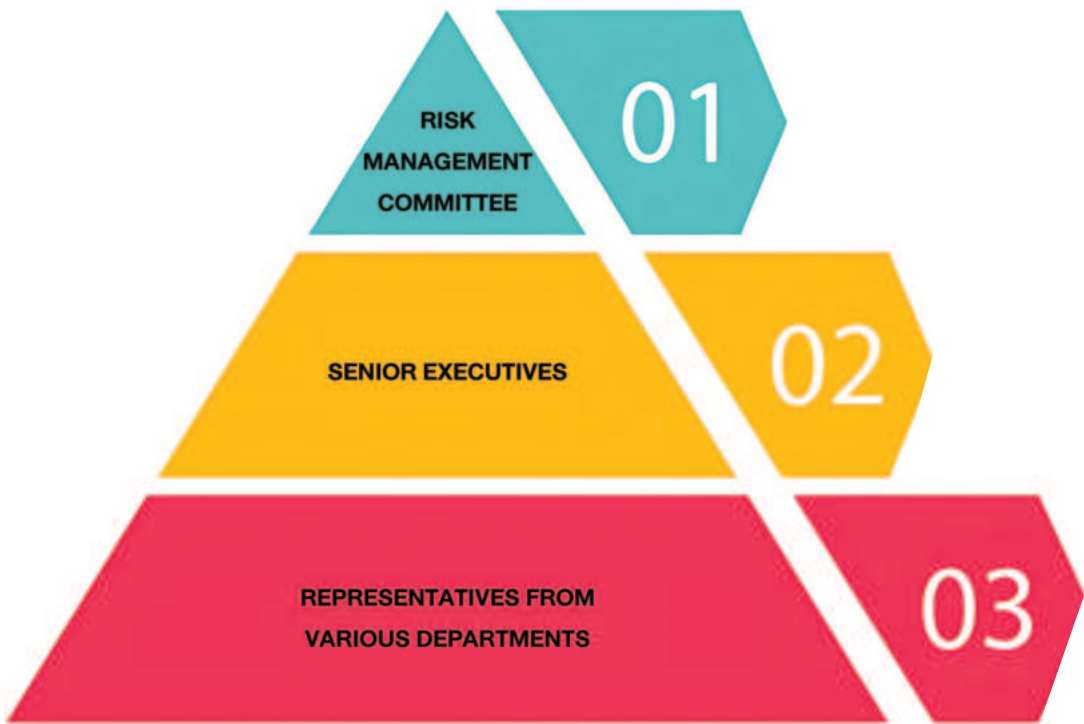 RISK
MANAGEMENT
COMMITTEE
01
SENIOR EXECUTIVES
02
REPRESENTATIVES FROM
VARIOUS DEPARTMENTS
03